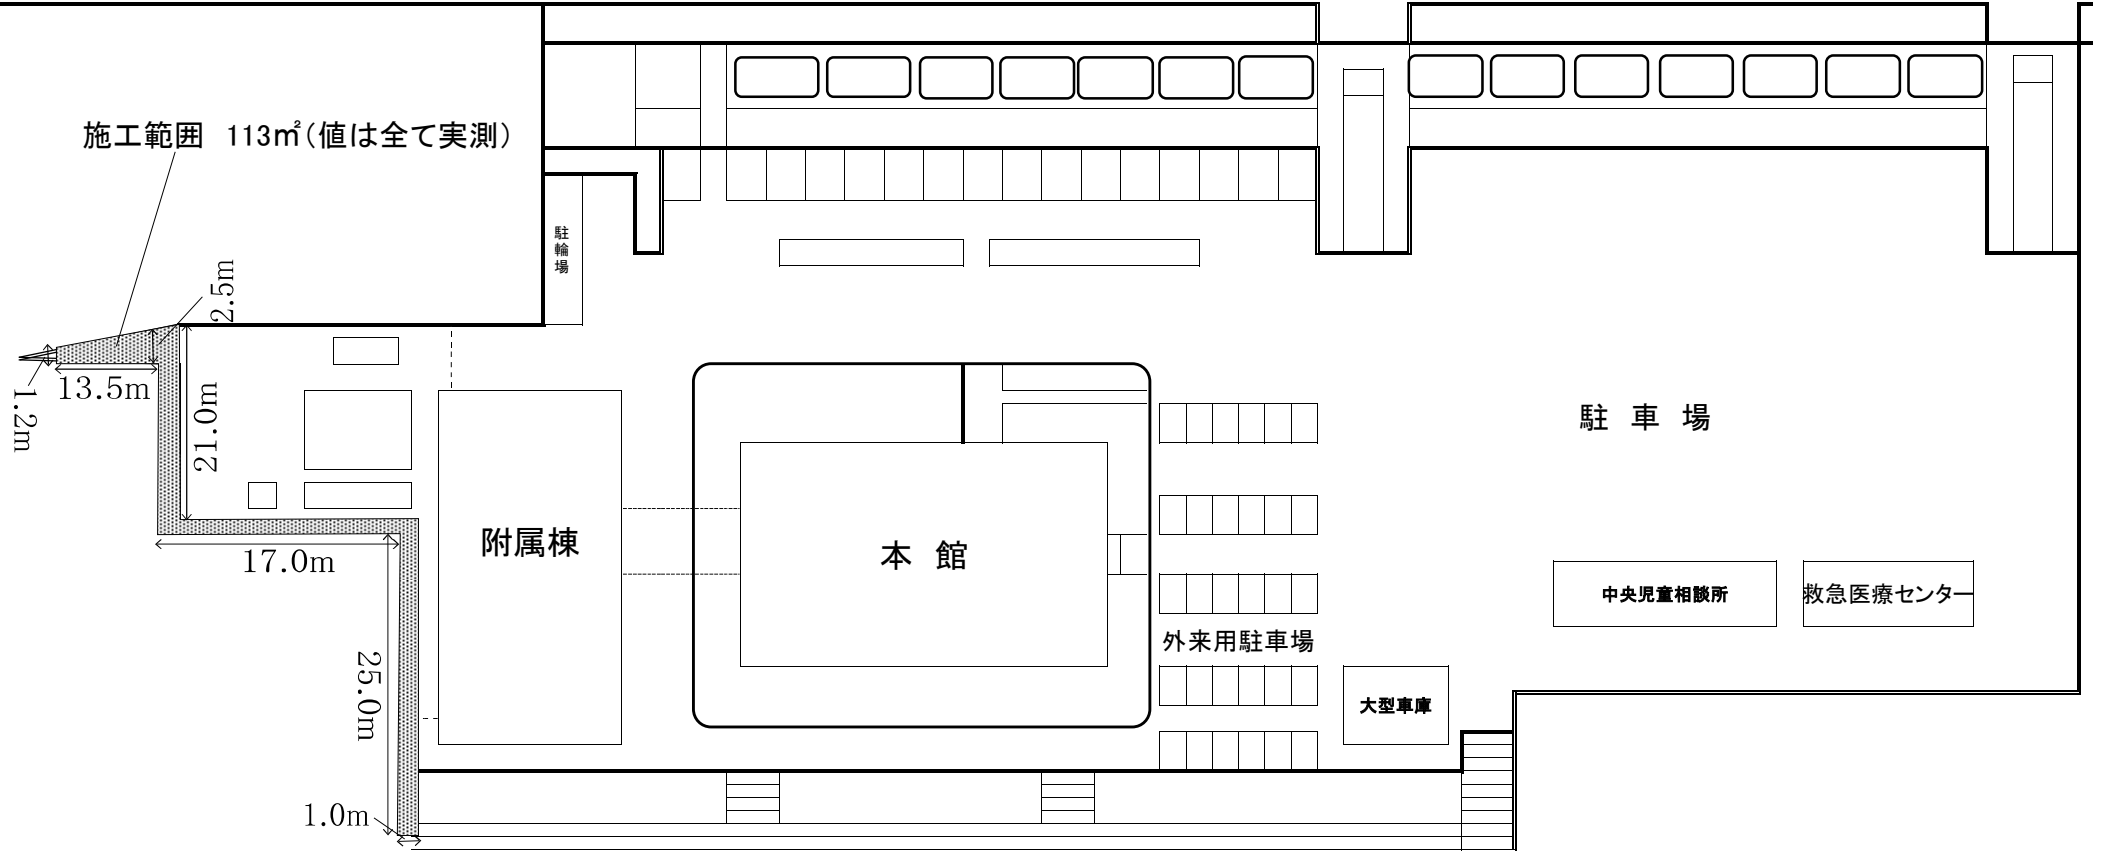 施工範囲　113㎡(値は全て実測)
駐輪場
2.5m
13.5m
1.2m
21.0m
17.0m
25.0m
1.0m
附属棟
本　館
駐　車　場
中央児童相談所
救急医療センター
外来用駐車場
大型車庫